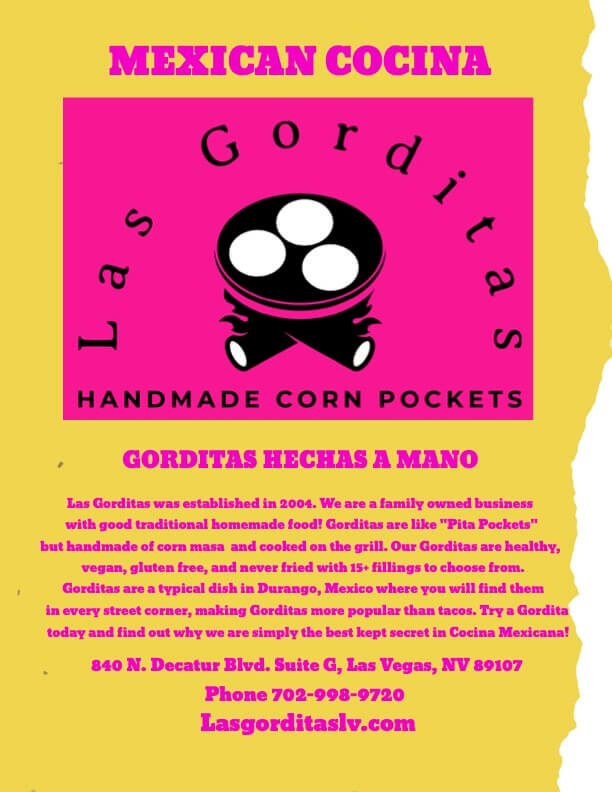 MEXICAN COCINA
Las Gorditas
HANDMADE CORN POCKETS
GORDITAS HECHAS A MANO
Las Gorditas was established in 2004. We are a family owned business
with good traditional homemade food! Gorditas are like "Pita Pockets"
but handmade of corn masa and cooked on the grill. Our Gorditas are healthy,
vegan, gluten free, and never fried with 15+ fillings to choose from.
Gorditas are a typical dish in Durango, Mexico where you will find them
in every street corner, making Gorditas more popular than tacos. Try a Gordita
today and find out why we are simply the best kept secret in Cocina Mexicana!
840 N. Decatur Blvd. Suite G, Las Vegas, NV 89107
Phone 702-998-9720
Lasgorditaslv.com